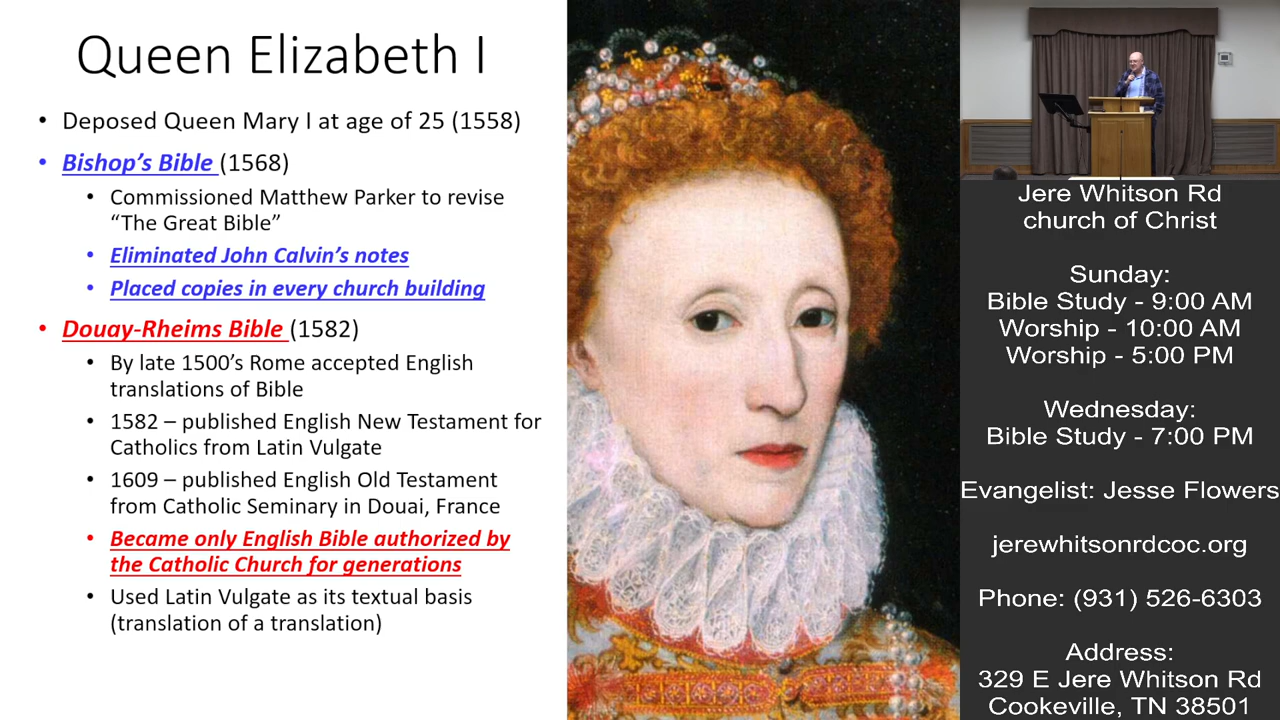 Queen Elizabeth I
• Deposed Queen Mary I at age of 25 (1558)
• Bishop's Bible (1568)
• Commissioned Matthew Parker to revise
"The Great Bible"
• Eliminated John Calvin's notes
• Placed copies in every church building
• Douay-Rheims Bible (1582)
• By late 1500's Rome accepted English
translations of Bible
• 1582 – published English New Testament for
Catholics from Latin Vulgate
• 1609 – published English Old Testament
from Catholic Seminary in Douai, France
• Became only English Bible authorized by
the Catholic Church for generations
• Used Latin Vulgate as its textual basis
(translation of a translation)
Jere Whitson Rd
church of Christ
Sunday:
Bible Study - 9:00 AM
Worship - 10:00 AM
Worship - 5:00 PM
Wednesday:
Bible Study - 7:00 PM
Evangelist: Jesse Flowers
jerewhitsonrdcoc.org
Phone: (931) 526-6303
Address:
329 E Jere Whitson Rd
Cookeville, TN 38501